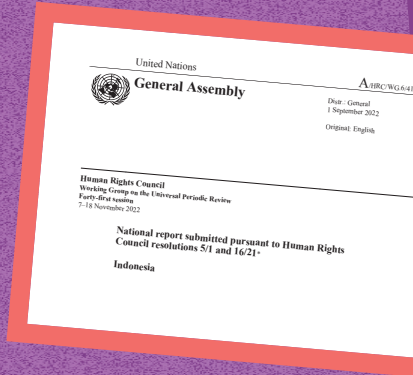 United Nations
A/HRC/WG.6/41
General Assembly
Distr.: General
1 September 2022
Original: English
Human Rights Council
Working Group on the Universal Periodic Review
Forty-first session
7–18 November 2022
National report submitted pursuant to Human Rights
Council resolutions 5/1 and 16/21*
Indonesia